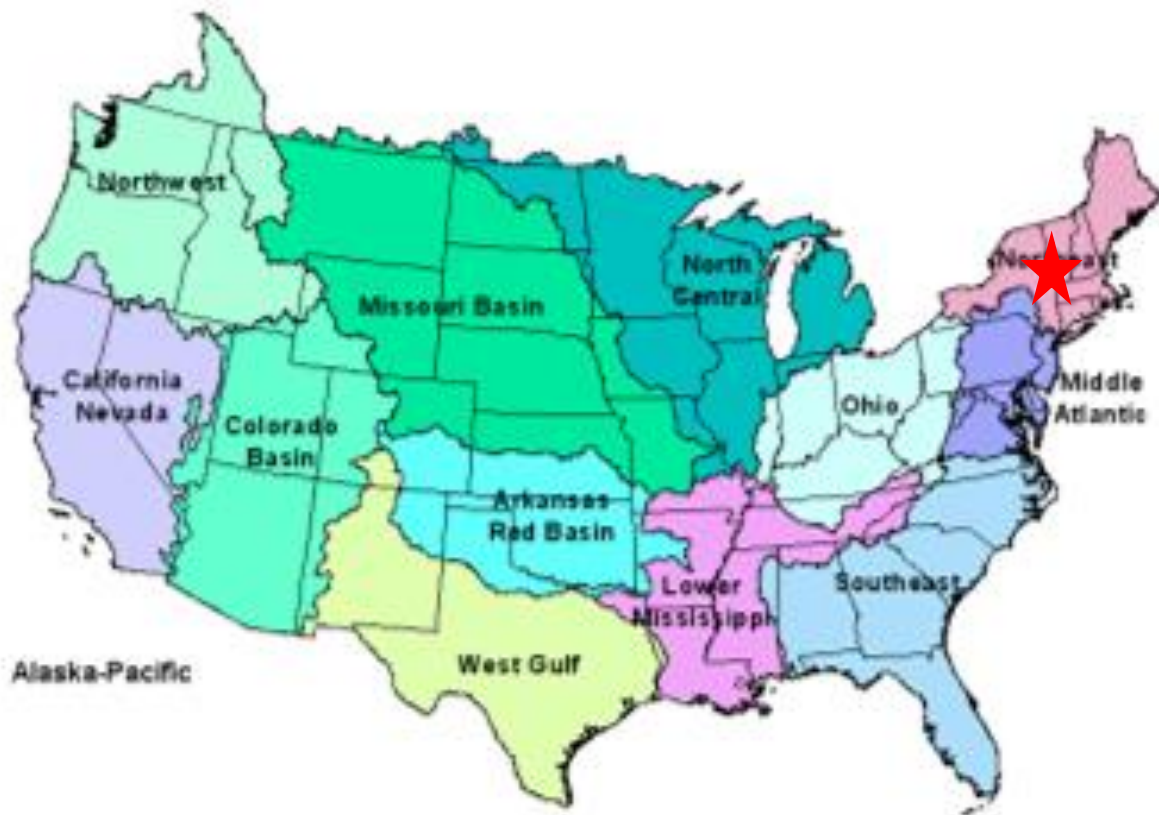 Northwest
Missouri Basin
North
Central
California
Nevada
Colorado
Basin
Ohio
Middle
Atlantic
Arkansas
Red Basin
Lower
Mississippi
Southeast
West Gulf
Alaska-Pacific